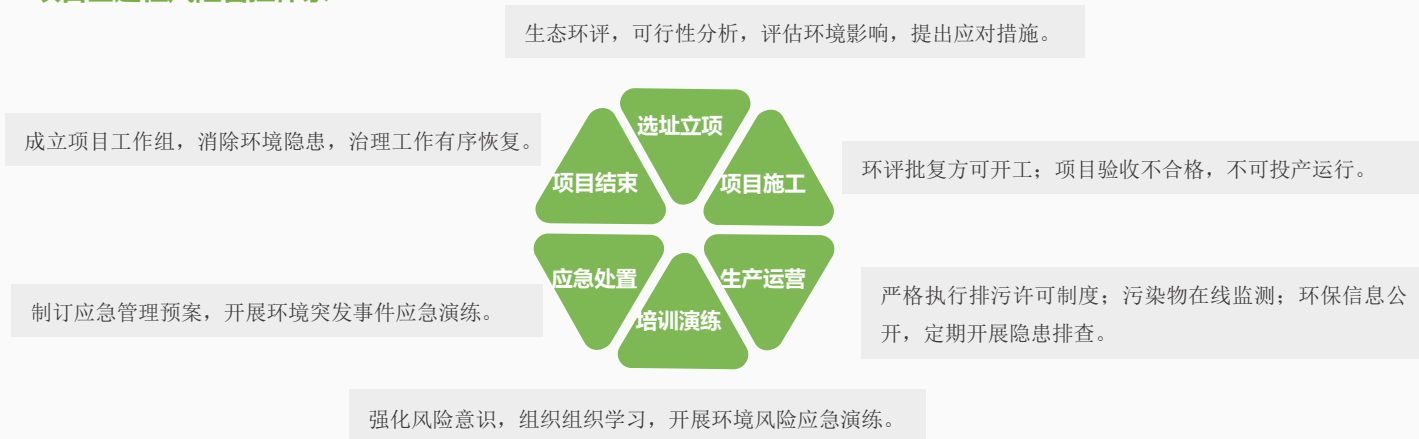 生态环评，可行性分析，评估环境影响，提出应对措施。
成立项目工作组，消除环境隐患，治理工作有序恢复。
选址立项
项目结束
项目施工
环评批复方可开工；项目验收不合格，不可投产运行。
应急处置
生产运营
培训演练
制订应急管理预案，开展环境突发事件应急演练。
严格执行排污许可制度；污染物在线监测；环保信息公
开，定期开展隐患排查。
强化风险意识，组织组织学习，开展环境风险应急演练。